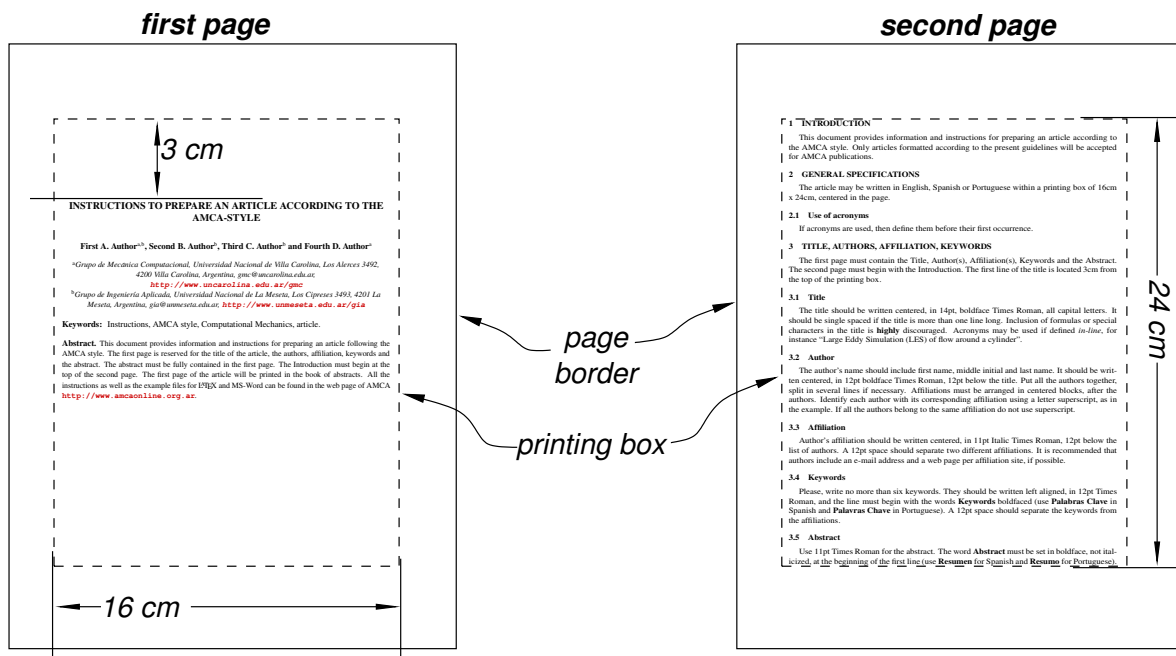 first page
3 cm
INSTRUCTIONS TO PREPARE AN ARTICLE ACCORDING TO THE
AMCA-STYLE
First A. Authorᵃ,ᵇ, Second B. Authorᵇ, Third C. Authorᵇ and Fourth D. Authorᵃ
ᵃGrupo de Mecánica Computacional, Universidad Nacional de Villa Carolina, Los Alerces 3492,
4200 Villa Carolina, Argentina, gmc@uncarolina.edu.ar,
http://www.uncarolina.edu.ar/gmc
ᵇGrupo de Ingeniería Aplicada, Universidad Nacional de La Meseta, Los Cipreses 3493, 4201 La
Meseta, Argentina, gia@unmeseta.edu.ar, http://www.unmeseta.edu.ar/gia
Keywords: Instructions, AMCA style, Computational Mechanics, article.
Abstract. This document provides information and instructions for preparing an article following the
AMCA style. The first page is reserved for the title of the article, the authors, affiliation, keywords and
the abstract. The abstract must be fully contained in the first page. The Introduction must begin at the
top of the second page. The first page of the article will be printed in the book of abstracts. All the
instructions as well as the example files for LATEX and MS-Word can be found in the web page of AMCA
http://www.amcaonline.org.ar.
16 cm
page
border
printing box
second page
1 INTRODUCTION
This document provides information and instructions for preparing an article according to
the AMCA style. Only articles formatted according to the present guidelines will be accepted
for AMCA publications.
2 GENERAL SPECIFICATIONS
The article may be written in English, Spanish or Portuguese within a printing box of 16cm
x 24cm, centered in the page.
2.1 Use of acronyms
If acronyms are used, then define them before their first occurrence.
3 TITLE, AUTHORS, AFFILIATION, KEYWORDS
The first page must contain the Title, Author(s), Affiliation(s), Keywords and the Abstract.
The second page must begin with the Introduction. The first line of the title is located 3cm from
the top of the printing box.
3.1 Title
The title should be written centered, in 14pt, boldface Times Roman, all capital letters. It
should be single spaced if the title is more than one line long. Inclusion of formulas or special
characters in the title is highly discouraged. Acronyms may be used if defined in-line, for
instance "Large Eddy Simulation (LES) of flow around a cylinder".
3.2 Author
The author's name should include first name, middle initial and last name. It should be writ-
ten centered, in 12pt boldface Times Roman, 12pt below the title. Put all the authors together,
split in several lines if necessary. Affiliations must be arranged in centered blocks, after the
authors. Identify each author with its corresponding affiliation using a letter superscript, as in
the example. If all the authors belong to the same affiliation do not use superscript.
3.3 Affiliation
Author's affiliation should be written centered, in 11pt Italic Times Roman, 12pt below the
list of authors. A 12pt space should separate two different affiliations. It is recommended that
authors include an e-mail address and a web page per affiliation site, if possible.
3.4 Keywords
Please, write no more than six keywords. They should be written left aligned, in 12pt Times
Roman, and the line must begin with the words Keywords boldfaced (use Palabras Clave in
Spanish and Palavras Chave in Portuguese). A 12pt space should separate the keywords from
the affiliations.
3.5 Abstract
Use 11pt Times Roman for the abstract. The word Abstract must be set in boldface, not ital-
icized, at the beginning of the first line (use Resumen for Spanish and Resumo for Portuguese).
24 cm